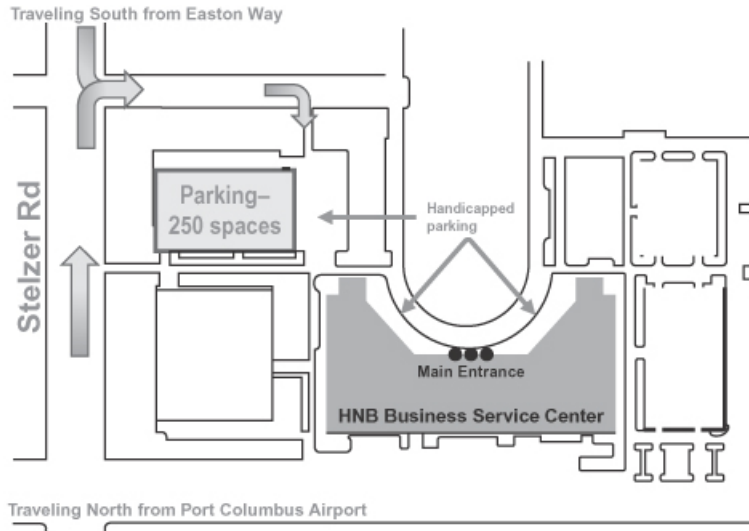 Traveling South from Easton Way
Parking–
250 spaces
Handicapped
parking
Stelzer Rd
Main Entrance
HNB Business Service Center
Traveling North from Port Columbus Airport